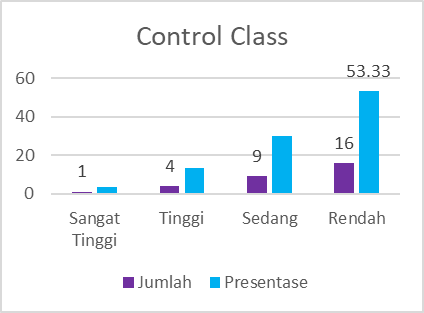 Control Class
60
40
20
0
1
4
9
16
53.33
Sangat
Tinggi
Tinggi
Sedang
Rendah
Jumlah
Presentase